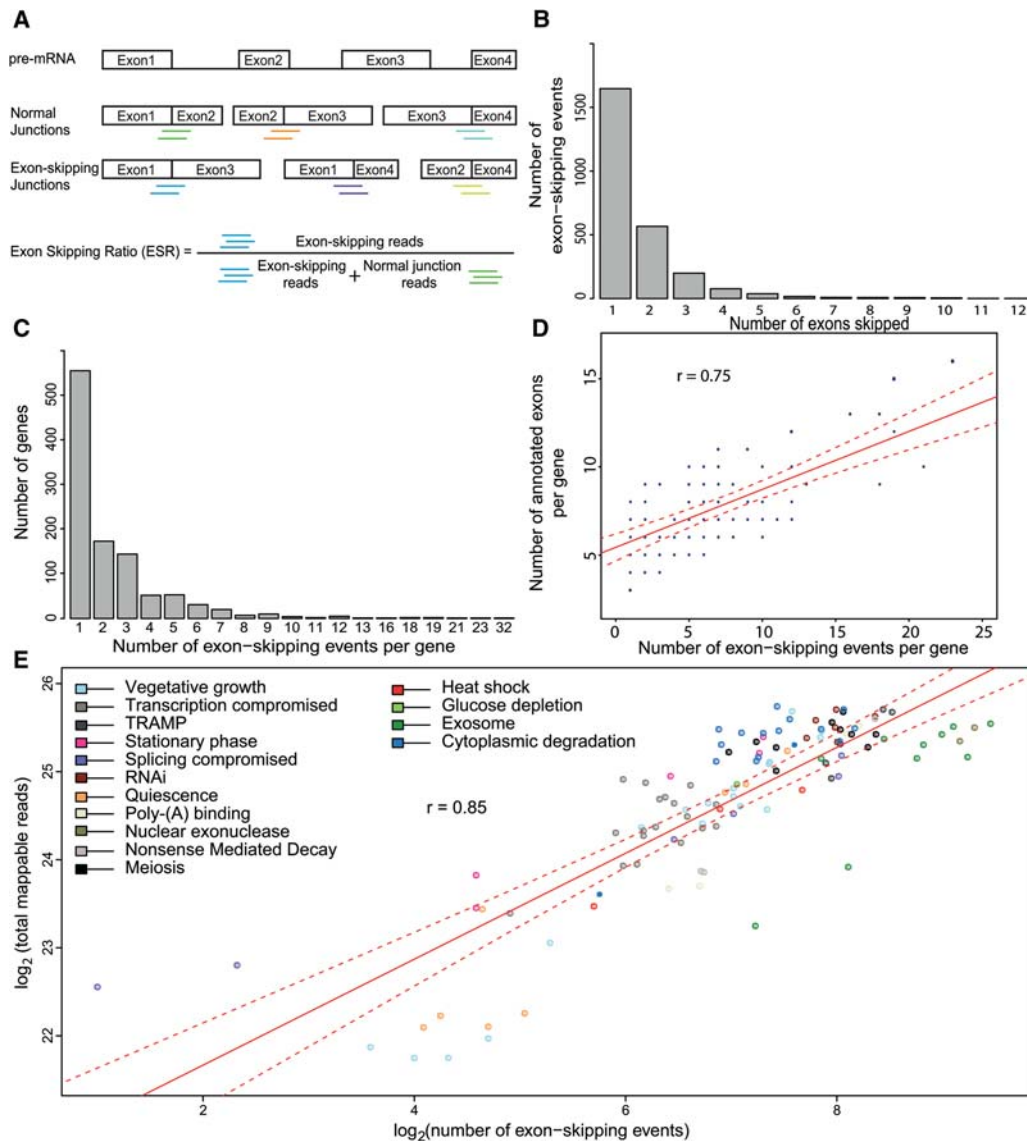 A
pre-mRNA
Exon1 Exon2 Exon3 Exon4
Normal
Junctions
Exon1 Exon2 Exon2 Exon3 Exon3 Exon4
Exon-skipping
Junctions
Exon1 Exon3 Exon1 Exon4 Exon2 Exon4
Exon Skipping Ratio (ESR) =
Exon-skipping reads
Exon-skipping
reads
+
Normal junction
reads
B
Number of
exon−skipping events
0 500 1500
1 2 3 4 5 6 7 8 9 10 11 12
Number of exons skipped
C
Number of genes
0 100 200 300 400 500
1 2 3 4 5 6 7 8 9 10 11 12 13 16 18 19 21 23 32
Number of exon−skipping events per gene
D
r = 0.75
Number of annotated exons
per gene
5 10 15
0 5 10 15 20 25
Number of exon−skipping events per gene
E
Vegetative growth
Transcription compromised
TRAMP
Stationary phase
Splicing compromised
RNAi
Quiescence
Poly-(A) binding
Nuclear exonuclease
Nonsense Mediated Decay
Meiosis
Heat shock
Glucose depletion
Exosome
Cytoplasmic degradation
r = 0.85
log2 (total mappable reads)
22 23 24 25 26
2 4 6 8
log2(number of exon−skipping events)